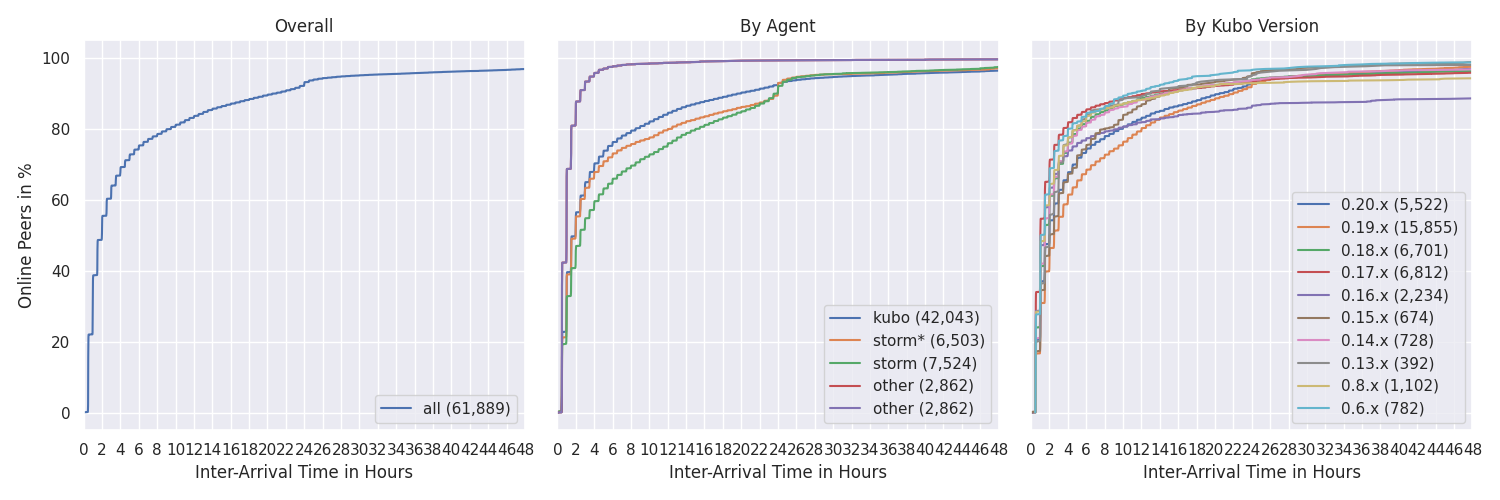 Overall
By Agent
By Kubo Version
Online Peers in %
100
80
60
40
20
0
all (61,889)
kubo (42,043)
storm* (6,503)
storm (7,524)
other (2,862)
other (2,862)
0.20.x (5,522)
0.19.x (15,855)
0.18.x (6,701)
0.17.x (6,812)
0.16.x (2,234)
0.15.x (674)
0.14.x (728)
0.13.x (392)
0.8.x (1,102)
0.6.x (782)
0 2 4 6 8 10 12 14 16 18 20 22 24 26 28 30 32 34 36 38 40 42 44 46 48
0 2 4 6 8 10 12 14 16 18 20 22 24 26 28 30 32 34 36 38 40 42 44 46 48
0 2 4 6 8 10 12 14 16 18 20 22 24 26 28 30 32 34 36 38 40 42 44 46 48
Inter-Arrival Time in Hours
Inter-Arrival Time in Hours
Inter-Arrival Time in Hours